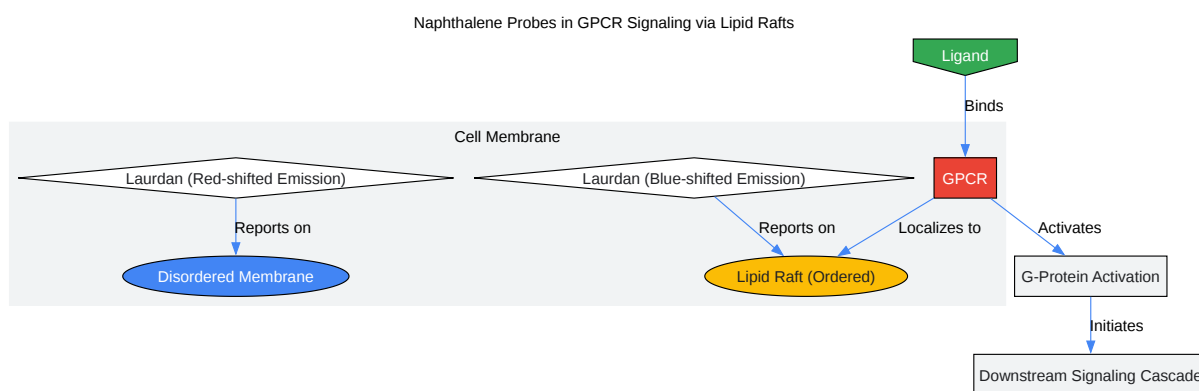 Naphthalene Probes in GPCR Signaling via Lipid Rafts
Ligand
Binds
Cell Membrane
Laurdan (Red-shifted Emission)
Laurdan (Blue-shifted Emission)
GPCR
Reports on
Reports on
Localizes to
Activates
Disordered Membrane
Lipid Raft (Ordered)
G-Protein Activation
Initiates
Downstream Signaling Cascade